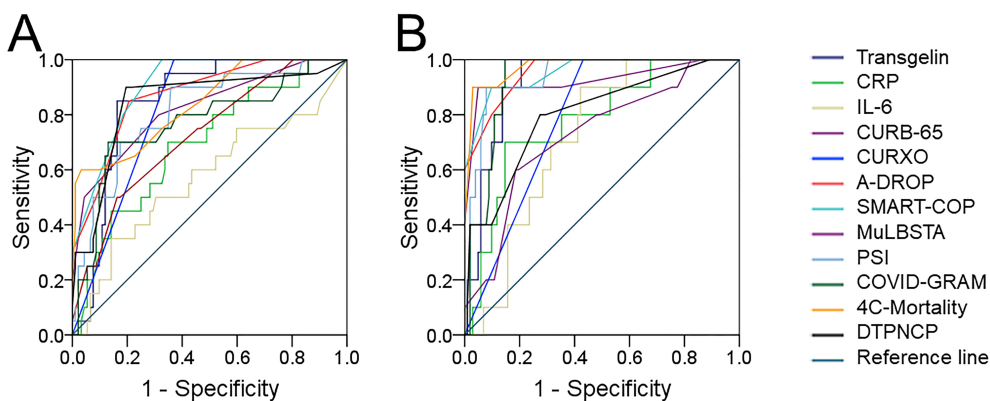 A
B
Sensitivity
1.0
0.8
0.6
0.4
0.2
0.0
0.0 0.2 0.4 0.6 0.8 1.0
1 - Specificity
Sensitivity
1.0
0.8
0.6
0.4
0.2
0.0
0.0 0.2 0.4 0.6 0.8 1.0
1 - Specificity
Transgelin
CRP
IL-6
CURB-65
CURXO
A-DROP
SMART-COP
MuLBSTA
PSI
COVID-GRAM
4C-Mortality
DTPNCP
Reference line